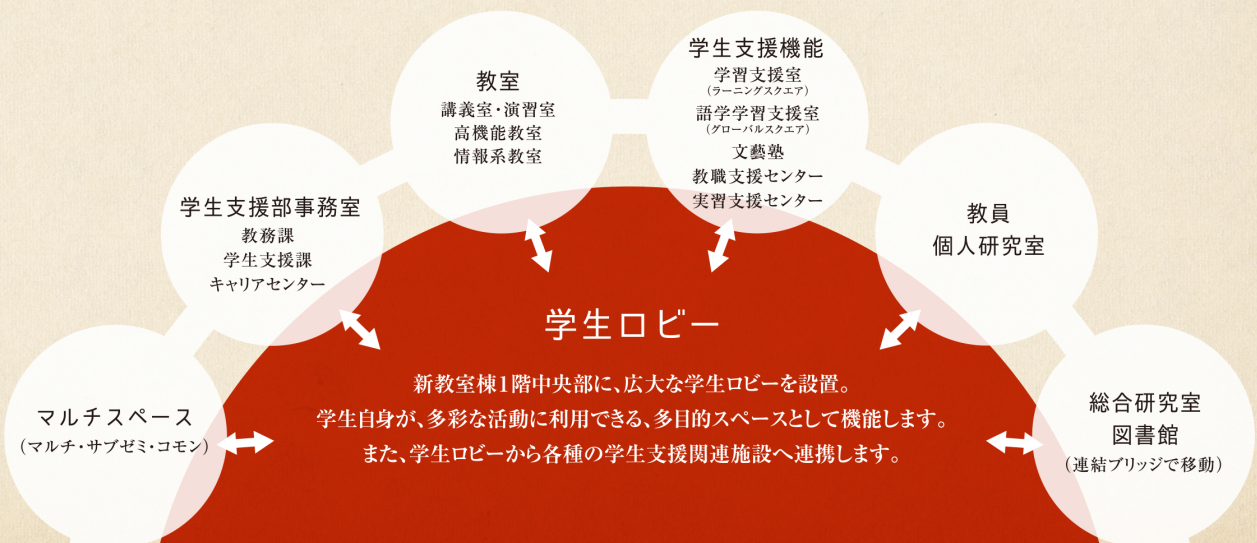 教室
講義室・演習室
高機能教室
情報系教室
学生支援機能
学習支援室
（ラーニングスクエア）
語学学習支援室
（グローバルスクエア）
文藝塾
教職支援センター
実習支援センター
学生支援部事務室
教務課
学生支援課
キャリアセンター
教員
個人研究室
マルチスペース
（マルチ・サブゼミ・コモン）
総合研究室
図書館
（連結ブリッジで移動）
学生ロビー
新教室棟1階中央部に、広大な学生ロビーを設置。
学生自身が、多彩な活動に利用できる、多目的スペースとして機能します。
また、学生ロビーから各種の学生支援関連施設へ連携します。